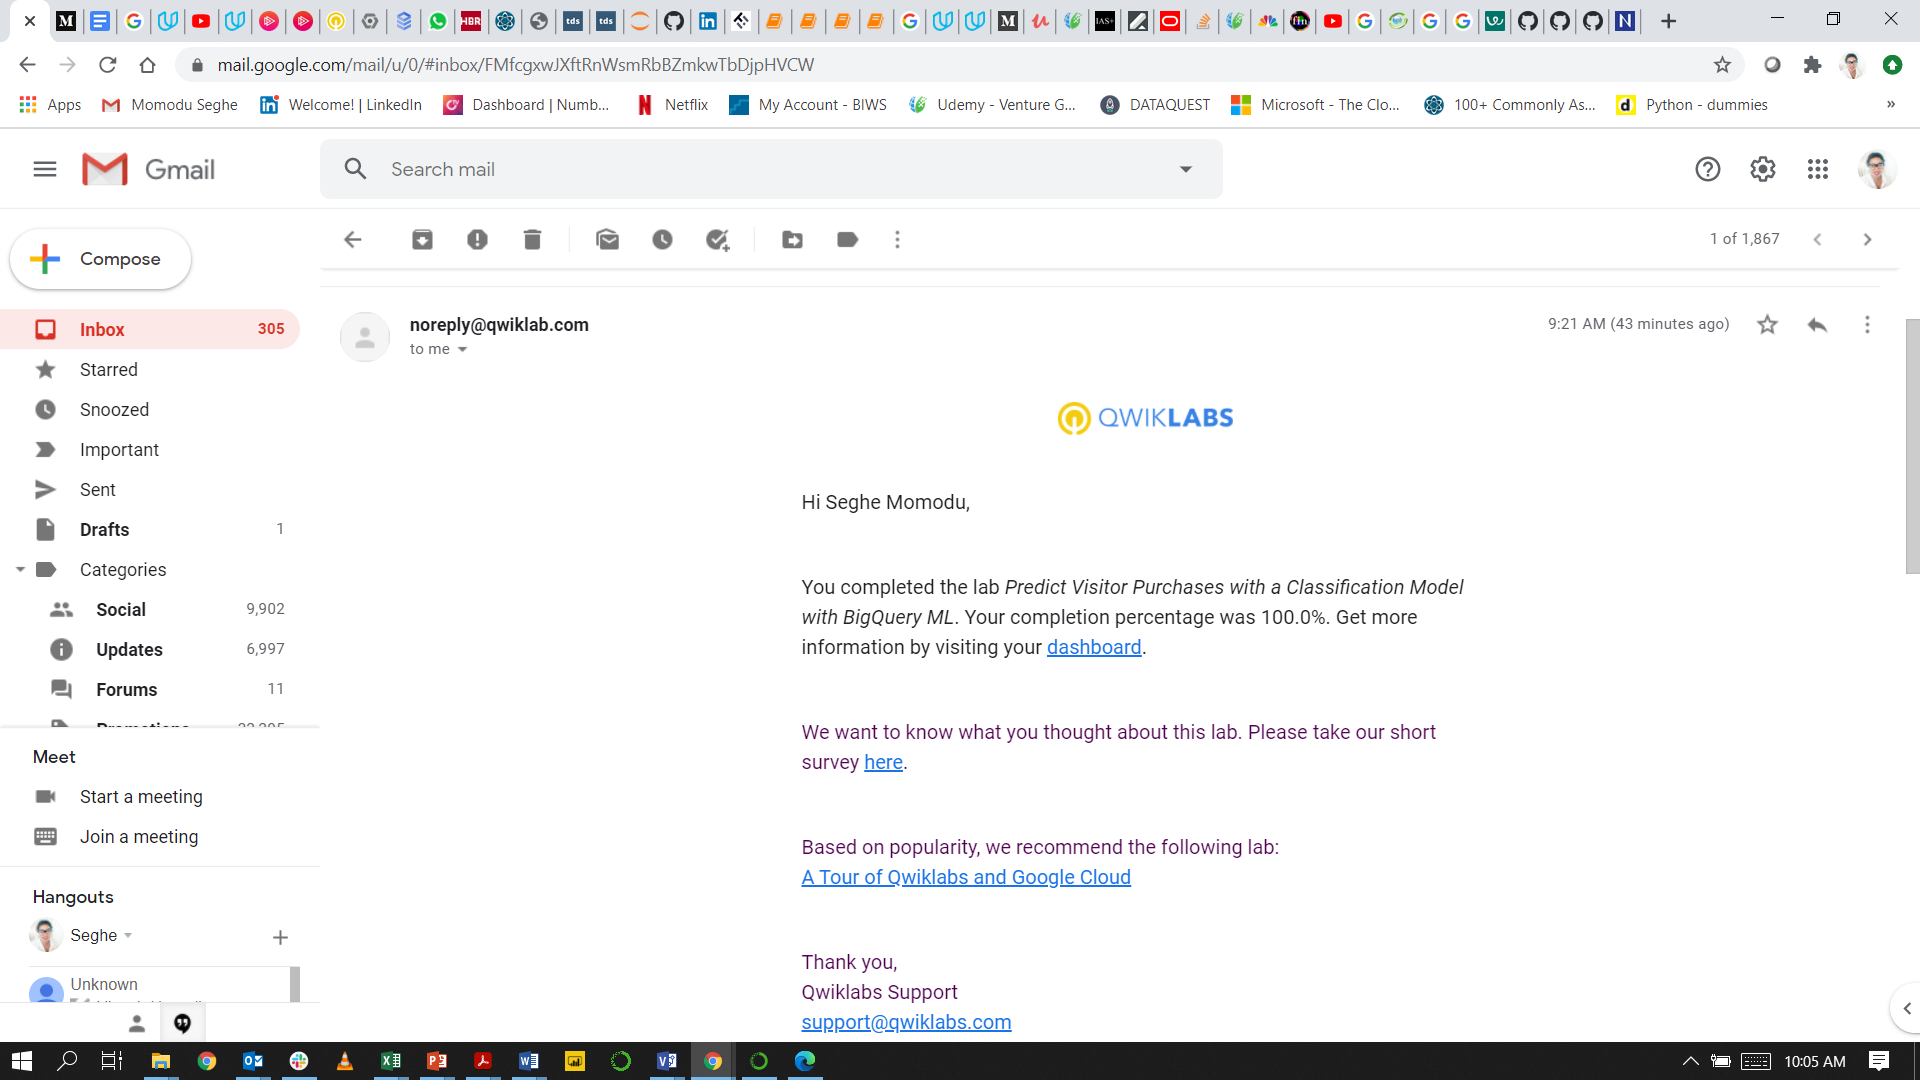 mail.google.com/mail/u/0/#inbox/FMfcgxwJXftRnWsmRbBZmkwTbDjpHVCW
Apps Momodu Seghe Welcome! | LinkedIn Dashboard | Numb... Netflix My Account - BIWS Udemy - Venture G... DATAQUEST Microsoft - The Clo... 100+ Commonly As... Python - dummies »
Gmail
Search mail
Compose
1 of 1,867
Inbox 305
Starred
Snoozed
Important
Sent
Drafts 1
Categories
Social 9,902
Updates 6,997
Forums 11
Meet
Start a meeting
Join a meeting
Hangouts
Seghe
Unknown
noreply@qwiklab.com
9:21 AM (43 minutes ago)
to me
QWIKLABS
Hi Seghe Momodu,
You completed the lab Predict Visitor Purchases with a Classification Model
with BigQuery ML. Your completion percentage was 100.0%. Get more
information by visiting your dashboard.
We want to know what you thought about this lab. Please take our short
survey here.
Based on popularity, we recommend the following lab:
A Tour of Qwiklabs and Google Cloud
Thank you,
Qwiklabs Support
support@qwiklabs.com
10:05 AM